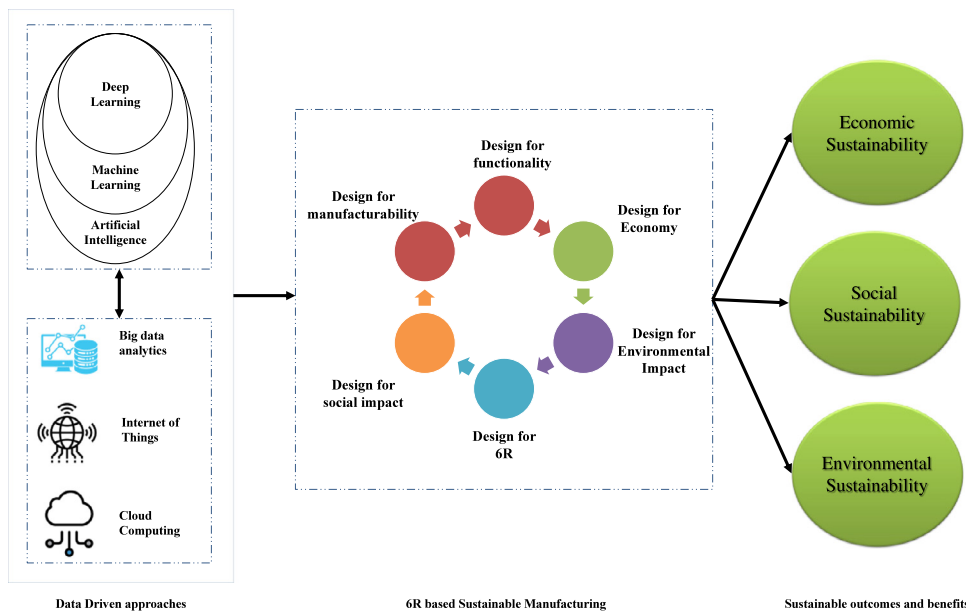 Deep
Learning
Machine
Learning
Artificial
Intelligence
Big data
analytics
Internet of
Things
Cloud
Computing
Data Driven approaches
Design for
functionality
Design for
Economy
Design for
Environmental
Impact
Design for
6R
Design for
social impact
Design for
manufacturability
6R based Sustainable Manufacturing
Economic
Sustainability
Social
Sustainability
Environmental
Sustainability
Sustainable outcomes and benefits